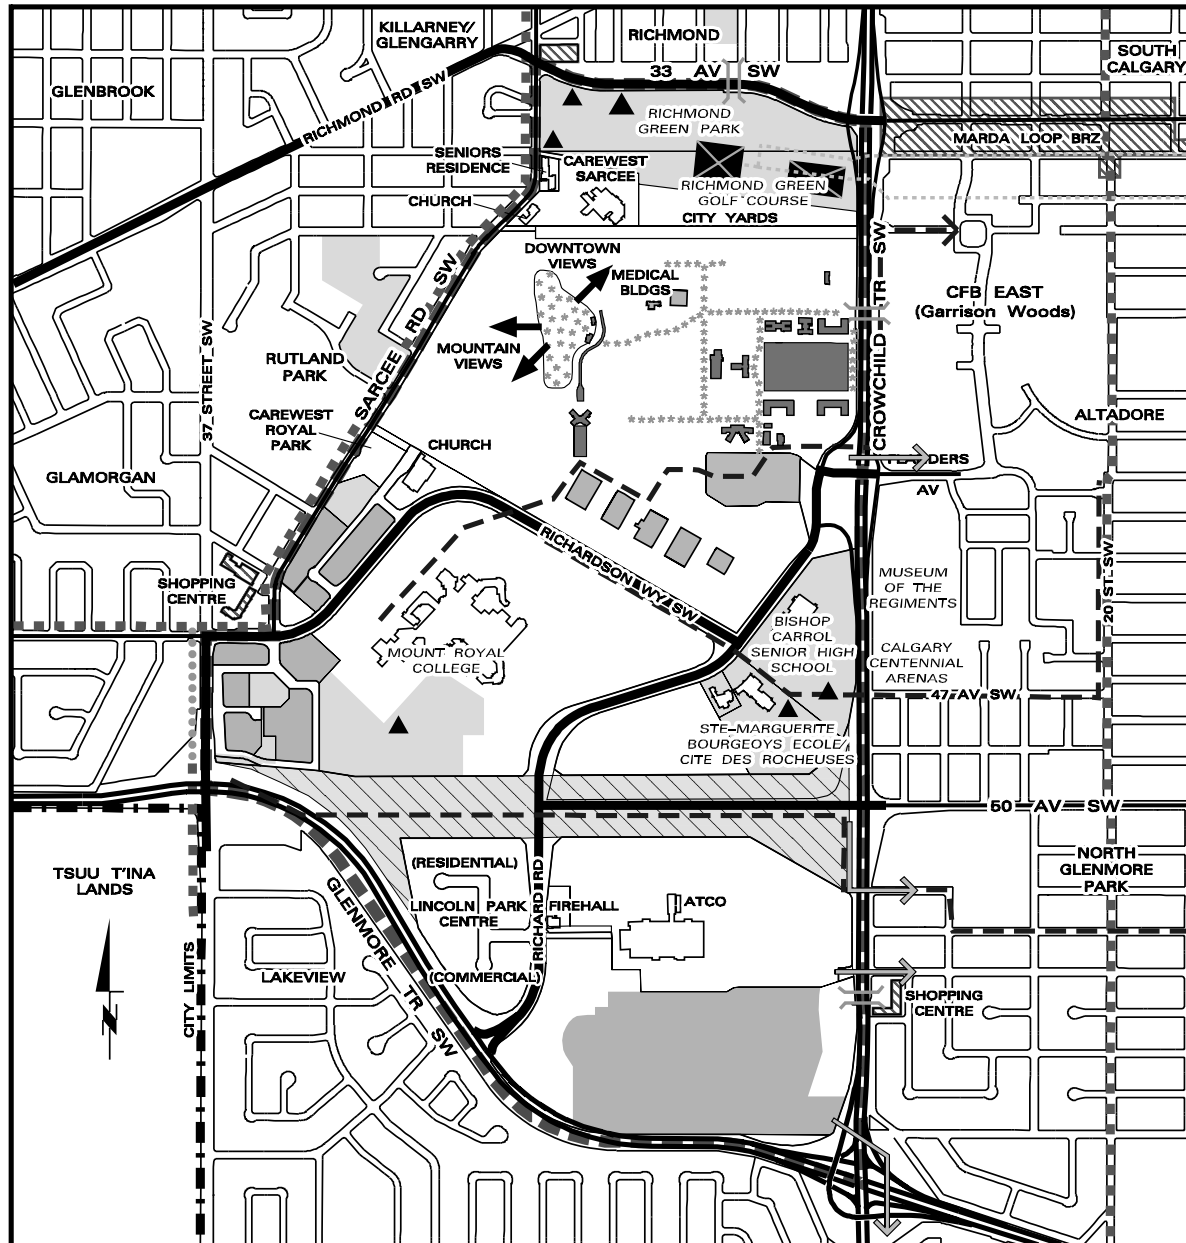 KILLARNEY/
GLENGARRY
RICHMOND
SOUTH
CALGARY
GLENBROOK
33 AV SW
RICHMOND RD SW
RICHMOND
GREEN PARK
MARDA LOOP BRZ
SENIORS
RESIDENCE
CAREWEST
SARCEE
RICHMOND GREEN
GOLF COURSE
CHURCH
CITY YARDS
DOWNTOWN
VIEWS
MEDICAL
BLDGS
CROWCHILD TR SW
CFB EAST
(Garrison Woods)
SARCEE RD SW
37 STREET SW
MOUNTAIN
VIEWS
RUTLAND
PARK
CAREWEST
ROYAL
PARK
CHURCH
ALTADORE
GLAMORGAN
FLANDERS
AV
RICHARDSON WY SW
SHOPPING
CENTRE
MUSEUM
OF THE
REGIMENTS
20 ST. SW
BISHOP
CARROL
SENIOR HIGH
SCHOOL
MOUNT ROYAL
COLLEGE
CALGARY
CENTENNIAL
ARENAS
47 AV SW
STE-MARGUERITE
BOURGEOYS ECOLE/
CITE DES ROCHEUSES
50 AV SW
TSUU T'INA
LANDS
(RESIDENTIAL)
NORTH
GLENMORE
PARK
GLENMORE TR SW
RICHARD RD
LINCOLN PARK
CENTRE
FIREHALL
ATCO
CITY LIMITS
LAKEVIEW
(COMMERCIAL)
SHOPPING
CENTRE